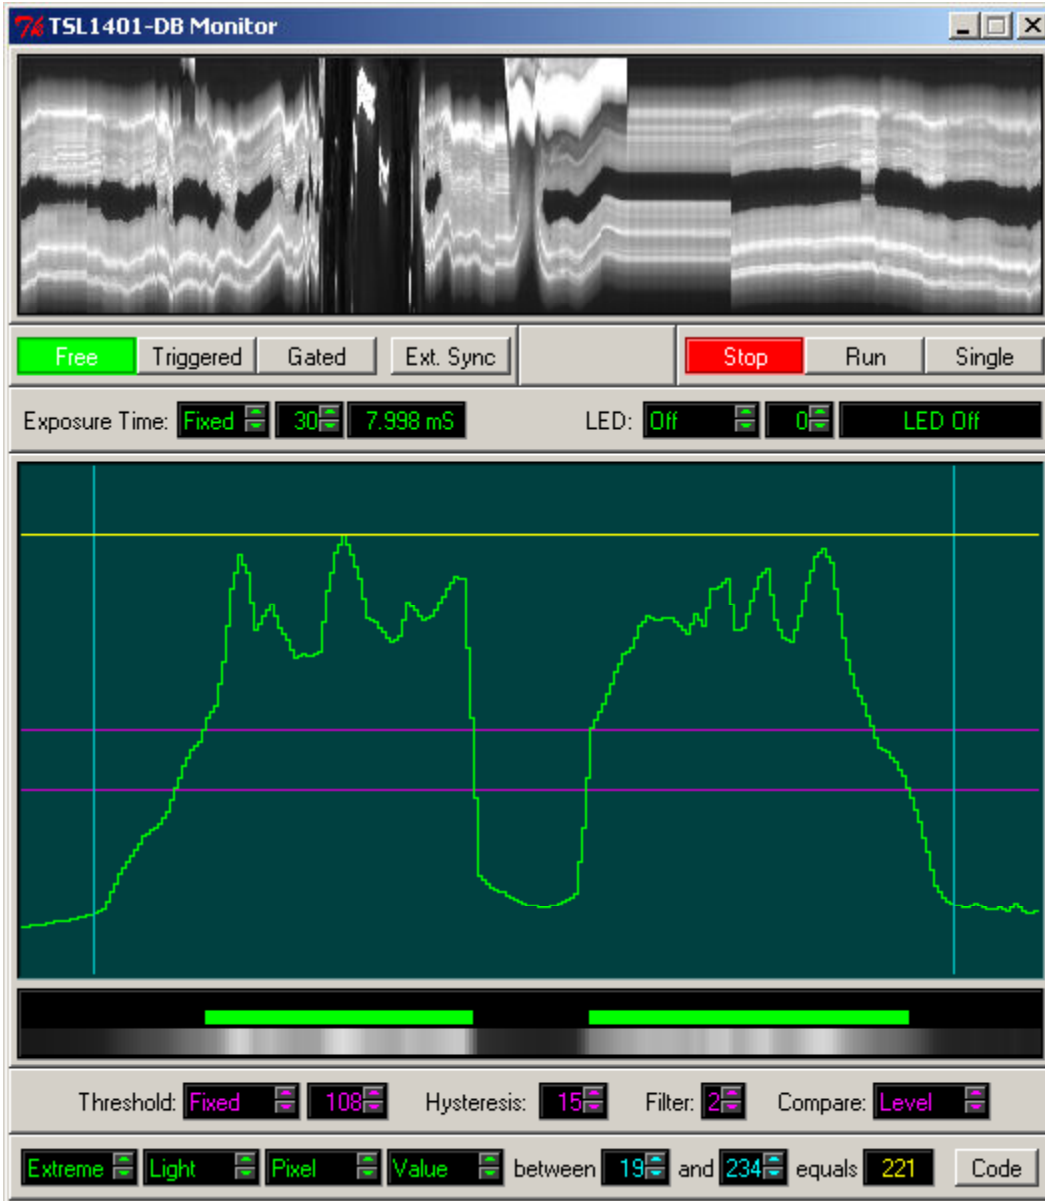 TSL1401-DB Monitor
Free Triggered Gated Ext. Sync Stop Run Single
Exposure Time: Fixed 30 7.998 mS LED: Off 0 LED Off
Threshold: Fixed 108 Hysteresis: 15 Filter: 2 Compare: Level
Extreme Light Pixel Value between 19 and 234 equals 221 Code